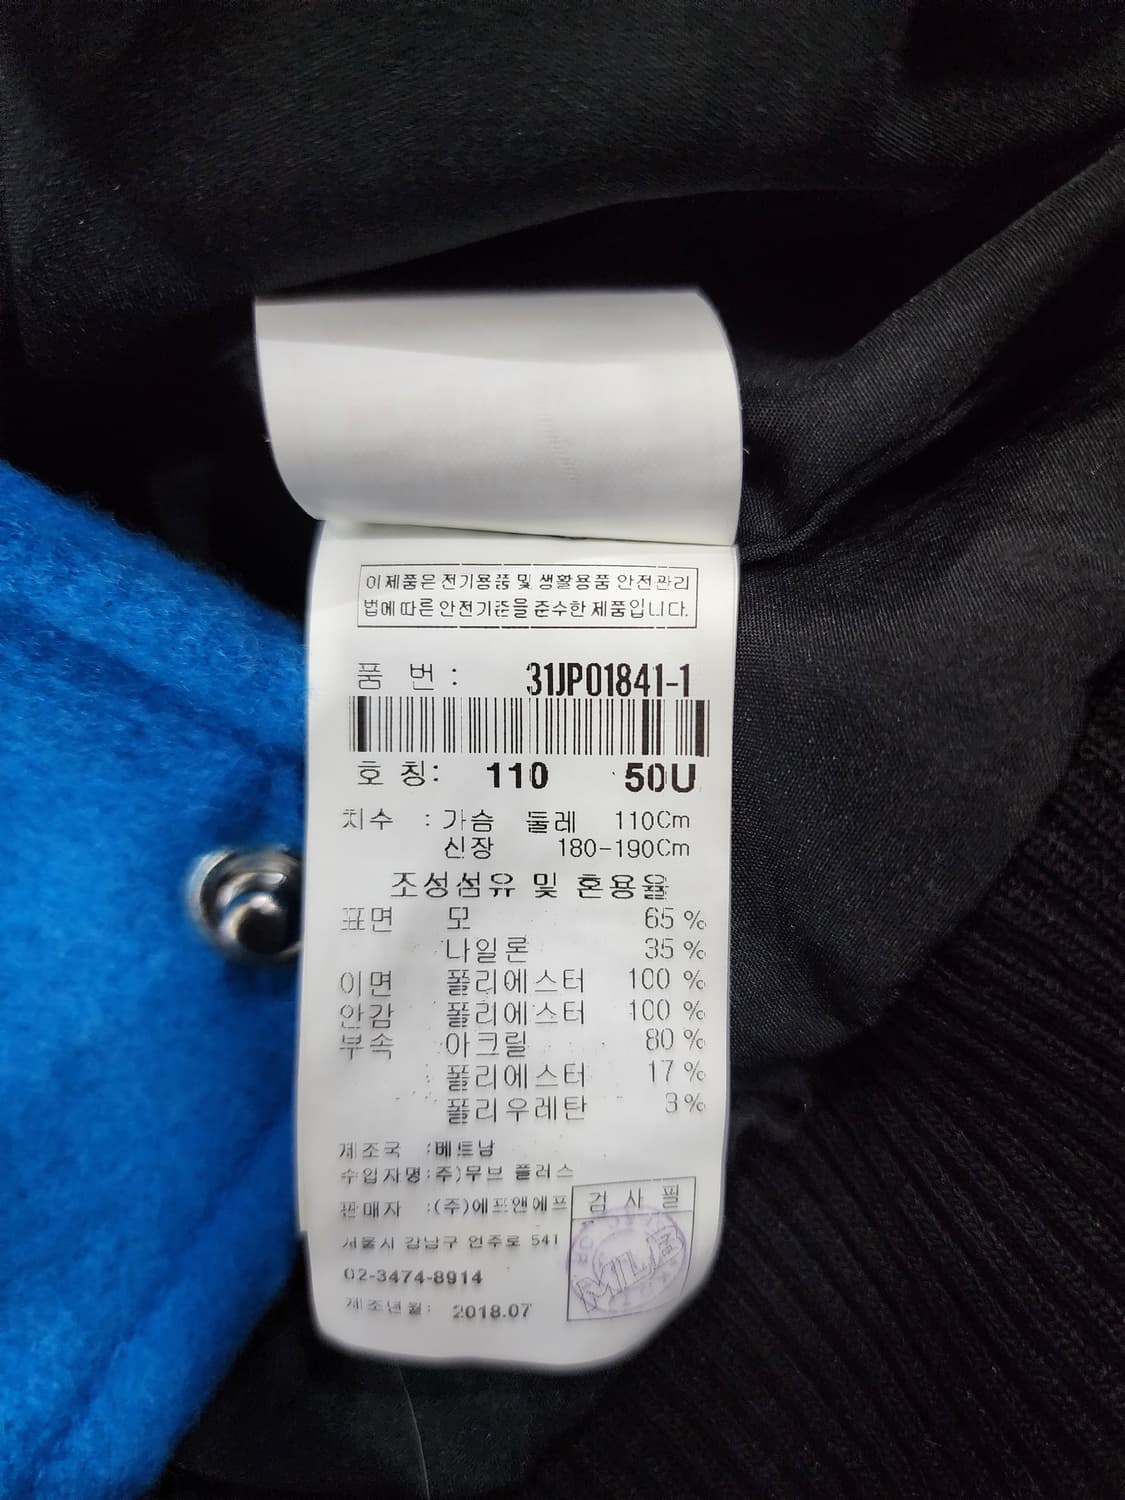 이 제품은 전기용품 및 생활용품 안전관리
법에 따른 안전기준을 준수한 제품입니다.
품 번 : 31JP01841-1
호 칭: 110 50U
치수 : 가슴 둘레 110Cm
신장 180-190Cm
조성섬유 및 혼용율
표면 모 65 %
나일론 35 %
이면 폴리에스터 100 %
안감 폴리에스터 100 %
부속 아크릴 80 %
폴리에스터 17 %
폴리우레탄 3 %
제조국 :베트남
수입자명:주)무브 플러스
판매자 :(주)에프앤에프
검 사 필
서울시 강남구 언주로 541
02-3474-8914
제조년월: 2018.07